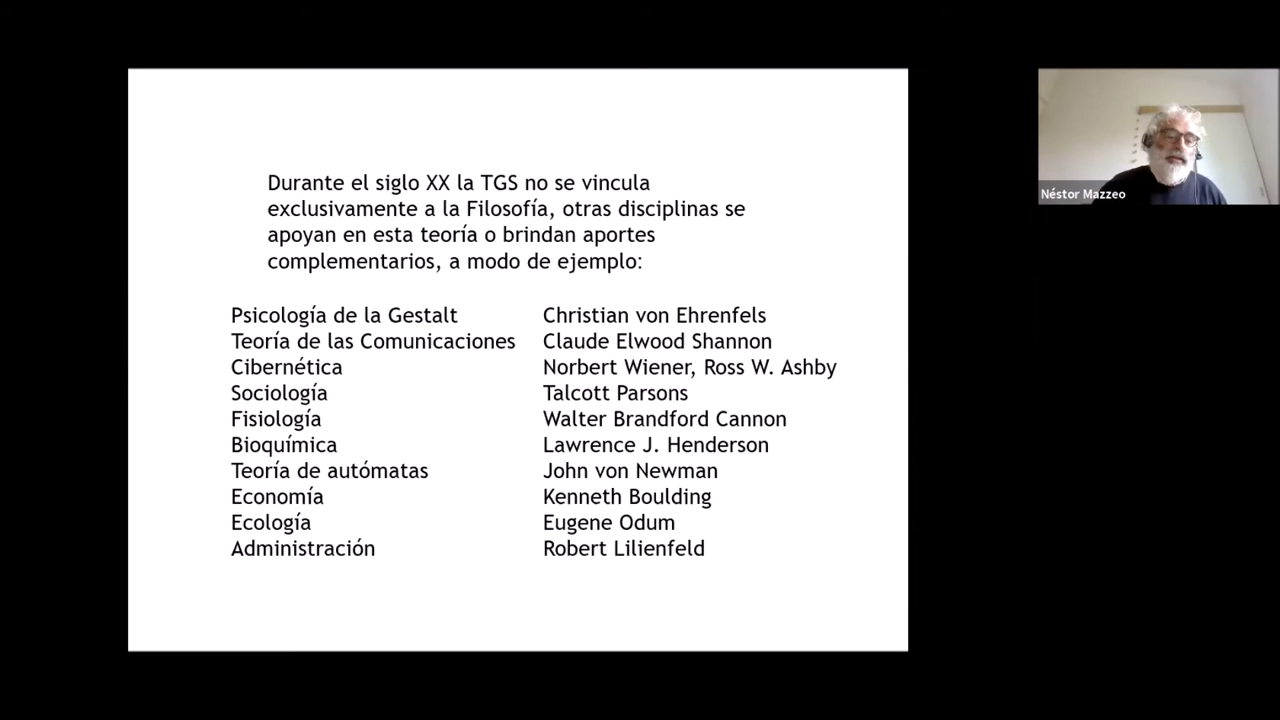 Durante el siglo XX la TGS no se vincula
exclusivamente a la Filosofía, otras disciplinas se
apoyan en esta teoría o brindan aportes
complementarios, a modo de ejemplo:
Psicología de la Gestalt Christian von Ehrenfels
Teoría de las Comunicaciones Claude Elwood Shannon
Cibernética Norbert Wiener, Ross W. Ashby
Sociología Talcott Parsons
Fisiología Walter Brandford Cannon
Bioquímica Lawrence J. Henderson
Teoría de autómatas John von Newman
Economía Kenneth Boulding
Ecología Eugene Odum
Administración Robert Lilienfeld
Néstor Mazzeo